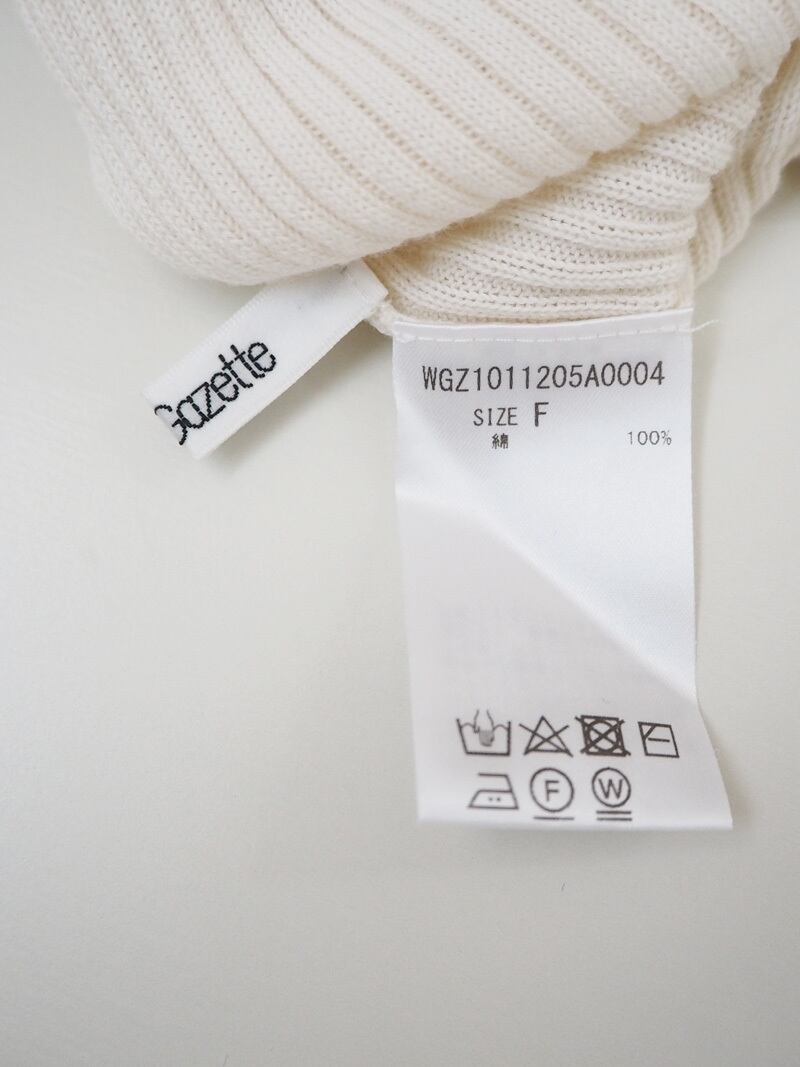 Gazette
WGZ1011205A0004
SIZE F
綿 100%
F W